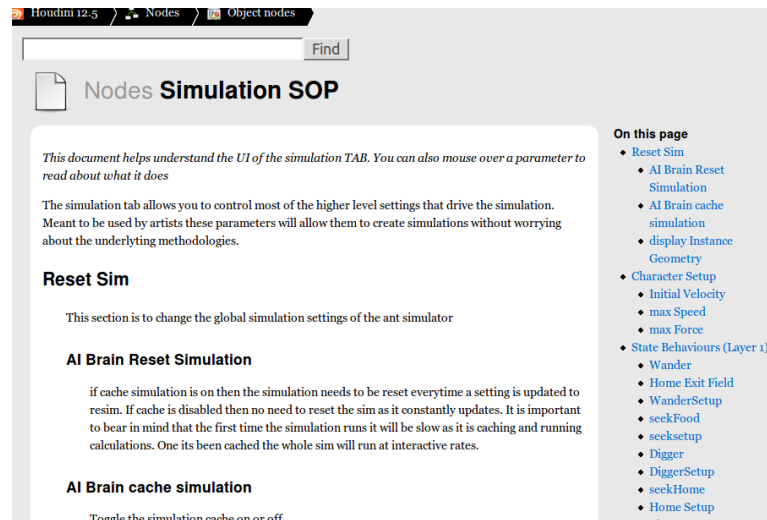 Houdini 12.5 Nodes Object nodes
Find
Nodes Simulation SOP
This document helps understand the UI of the simulation TAB. You can also mouse over a parameter to
read about what it does
The simulation tab allows you to control most of the higher level settings that drive the simulation.
Meant to be used by artists these parameters will allow them to create simulations without worrying
about the underlyting methodologies.
Reset Sim
This section is to change the global simulation settings of the ant simulator
AI Brain Reset Simulation
if cache simulation is on then the simulation needs to be reset everytime a setting is updated to
resim. If cache is disabled then no need to reset the sim as it constantly updates. It is important
to bear in mind that the first time the simulation runs it will be slow as it is caching and running
calculations. One its been cached the whole sim will run at interactive rates.
AI Brain cache simulation
Toggle the simulation cache on or off
On this page
Reset Sim
AI Brain Reset
Simulation
AI Brain cache
simulation
display Instance
Geometry
Character Setup
Initial Velocity
max Speed
max Force
State Behaviours (Layer 1)
Wander
Home Exit Field
WanderSetup
seekFood
seeksetup
Digger
DiggerSetup
seekHome
Home Setup